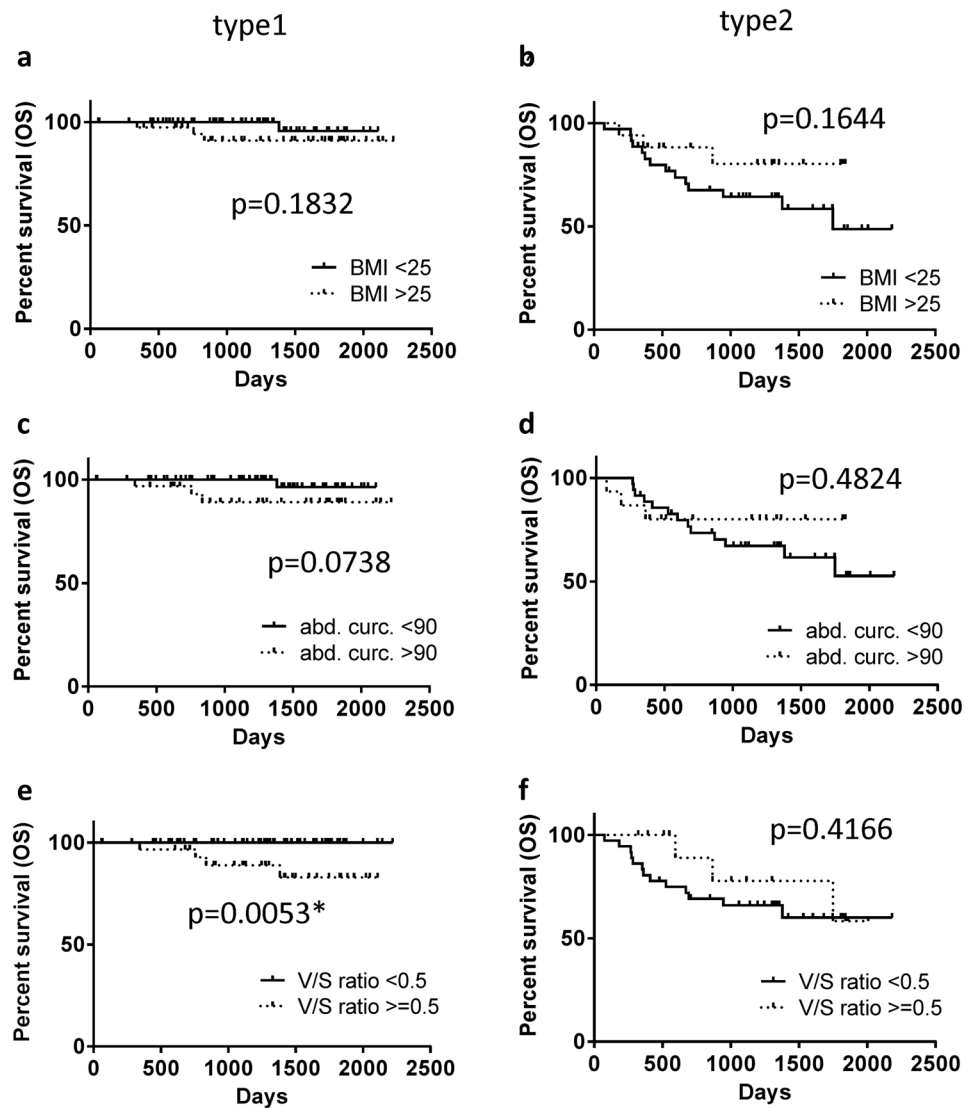 type1
type2
a
Percent survival (OS)
100
50
0
p=0.1832
BMI <25
BMI >25
0 500 1000 1500 2000 2500
Days
b
Percent survival (OS)
100
50
0
p=0.1644
BMI <25
BMI >25
0 500 1000 1500 2000 2500
Days
c
Percent survival (OS)
100
50
0
p=0.0738
abd. curc. <90
abd. curc. >90
0 500 1000 1500 2000 2500
Days
d
Percent survival (OS)
100
50
0
p=0.4824
abd. curc. <90
abd. curc. >90
0 500 1000 1500 2000 2500
Days
e
Percent survival (OS)
100
50
0
p=0.0053*
V/S ratio <0.5
V/S ratio >=0.5
0 500 1000 1500 2000 2500
Days
f
Percent survival (OS)
100
50
0
p=0.4166
V/S ratio <0.5
V/S ratio >=0.5
0 500 1000 1500 2000 2500
Days